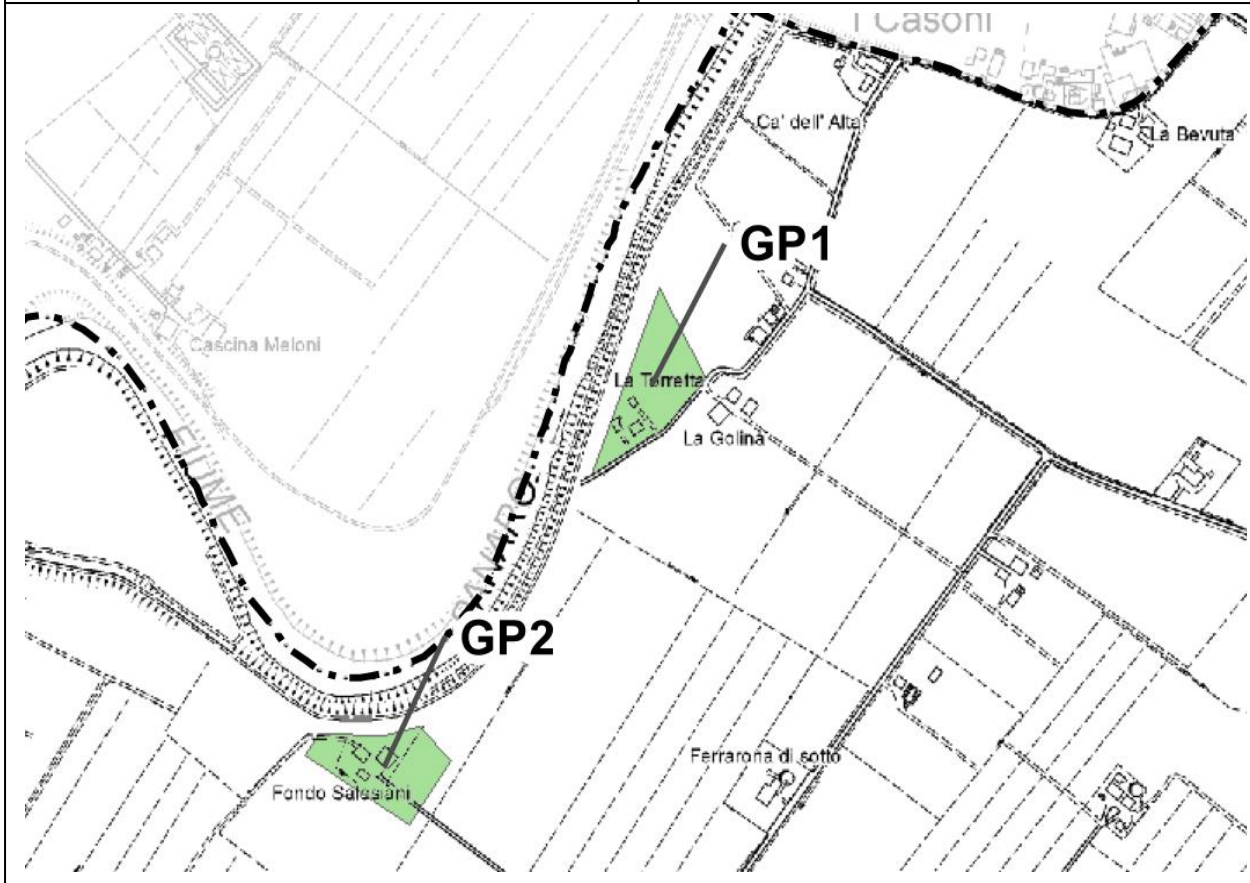 I Casoni
Ca' dell' Alta
La Bevuta
GP1
Cascina Meloni
La Torretta
La Golina
FIUME
PANARO
GP2
Ferrarona di sotto
Fondo Salesiani